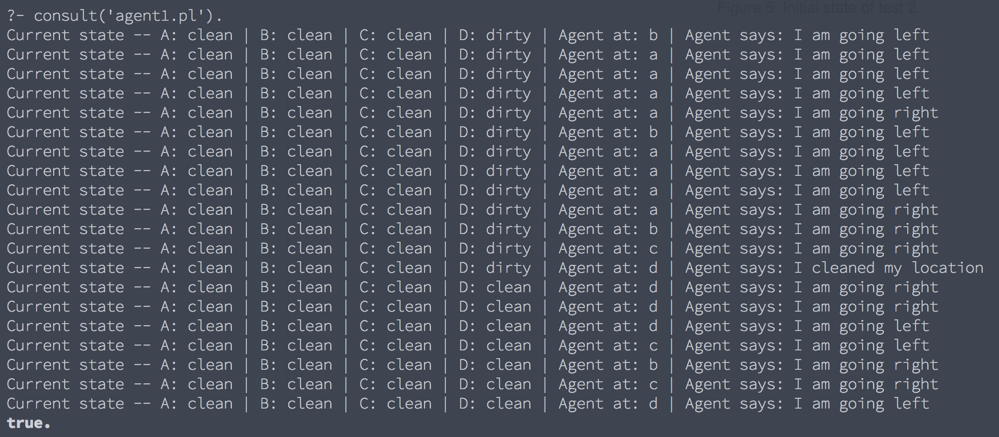 Figure 5: Initial state of test 2
?- consult('agent1.pl').
Current state -- A: clean | B: clean | C: clean | D: dirty | Agent at: b | Agent says: I am going left
Current state -- A: clean | B: clean | C: clean | D: dirty | Agent at: a | Agent says: I am going left
Current state -- A: clean | B: clean | C: clean | D: dirty | Agent at: a | Agent says: I am going left
Current state -- A: clean | B: clean | C: clean | D: dirty | Agent at: a | Agent says: I am going left
Current state -- A: clean | B: clean | C: clean | D: dirty | Agent at: a | Agent says: I am going right
Current state -- A: clean | B: clean | C: clean | D: dirty | Agent at: b | Agent says: I am going left
Current state -- A: clean | B: clean | C: clean | D: dirty | Agent at: a | Agent says: I am going left
Current state -- A: clean | B: clean | C: clean | D: dirty | Agent at: a | Agent says: I am going left
Current state -- A: clean | B: clean | C: clean | D: dirty | Agent at: a | Agent says: I am going left
Current state -- A: clean | B: clean | C: clean | D: dirty | Agent at: a | Agent says: I am going right
Current state -- A: clean | B: clean | C: clean | D: dirty | Agent at: b | Agent says: I am going right
Current state -- A: clean | B: clean | C: clean | D: dirty | Agent at: c | Agent says: I am going right
Current state -- A: clean | B: clean | C: clean | D: dirty | Agent at: d | Agent says: I cleaned my location
Current state -- A: clean | B: clean | C: clean | D: clean | Agent at: d | Agent says: I am going right
Current state -- A: clean | B: clean | C: clean | D: clean | Agent at: d | Agent says: I am going right
Current state -- A: clean | B: clean | C: clean | D: clean | Agent at: d | Agent says: I am going left
Current state -- A: clean | B: clean | C: clean | D: clean | Agent at: c | Agent says: I am going left
Current state -- A: clean | B: clean | C: clean | D: clean | Agent at: b | Agent says: I am going right
Current state -- A: clean | B: clean | C: clean | D: clean | Agent at: c | Agent says: I am going right
Current state -- A: clean | B: clean | C: clean | D: clean | Agent at: d | Agent says: I am going left
true.